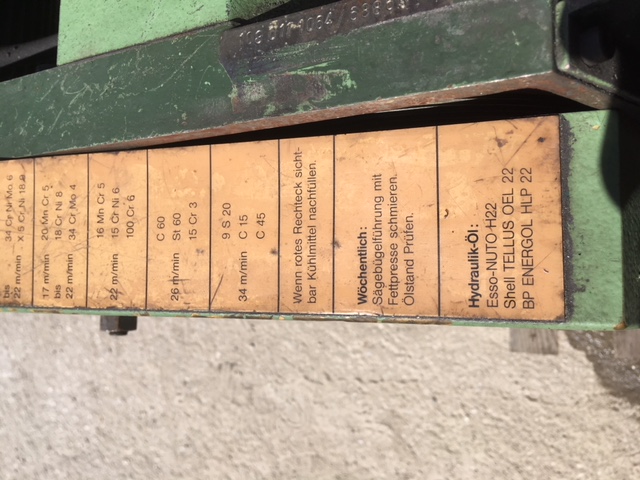 34 Cr Ni Mo 6
bis
22 m/min X 5 Cr Ni 18 9
17 m/min 20 Mn Cr 5
bis 18 Cr Ni 8
22 m/min 34 Cr Mo 4
16 Mn Cr 5
22 m/min 15 Cr Ni 6
100 Cr 6
C 60
26 m/min St 60
15 Cr 3
9 S 20
34 m/min C 15
C 45
Wenn rotes Rechteck sicht-
bar Kühlmittel nachfüllen.
Wöchentlich:
Sägebügelführung mit
Fettpresse schmieren.
Ölstand Prüfen.
Hydraulik-Öl:
Esso-NUTO-H22
Shell TELLUS OEL 22
BP ENERGOL HLP 22